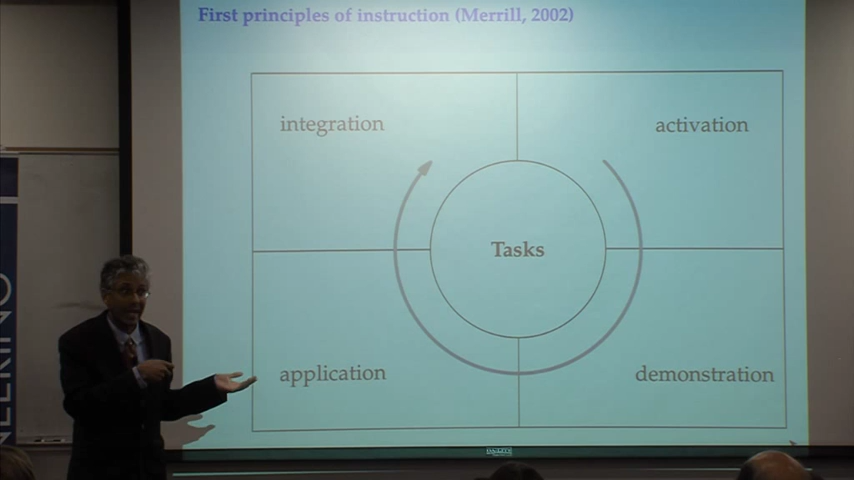 First principles of instruction (Merrill, 2002)
integration
activation
Tasks
application
demonstration